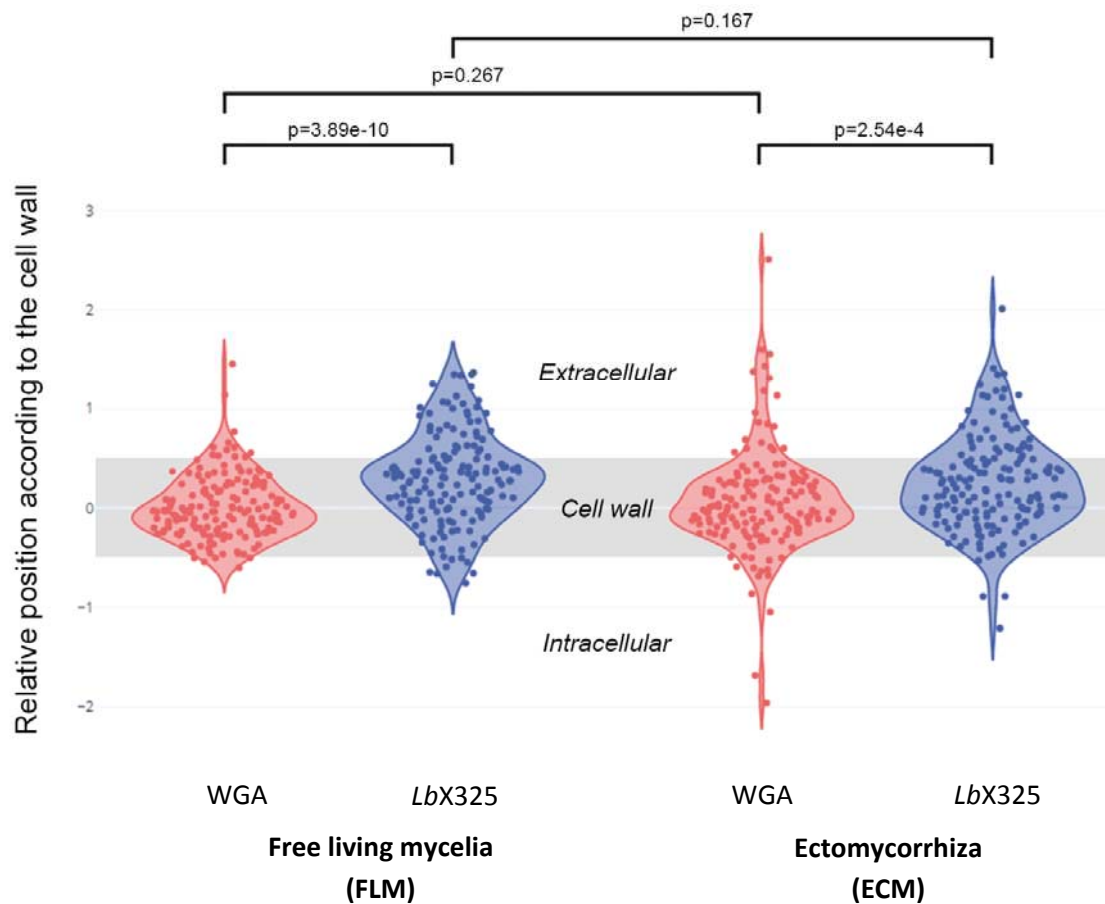 p=0.167
p=0.267
p=3.89e-10
p=2.54e-4
Relative position according to the cell wall
3
2
1
0
−1
−2
Extracellular
Cell wall
Intracellular
WGA
LbX325
WGA
LbX325
Free living mycelia
(FLM)
Ectomycorrhiza
(ECM)